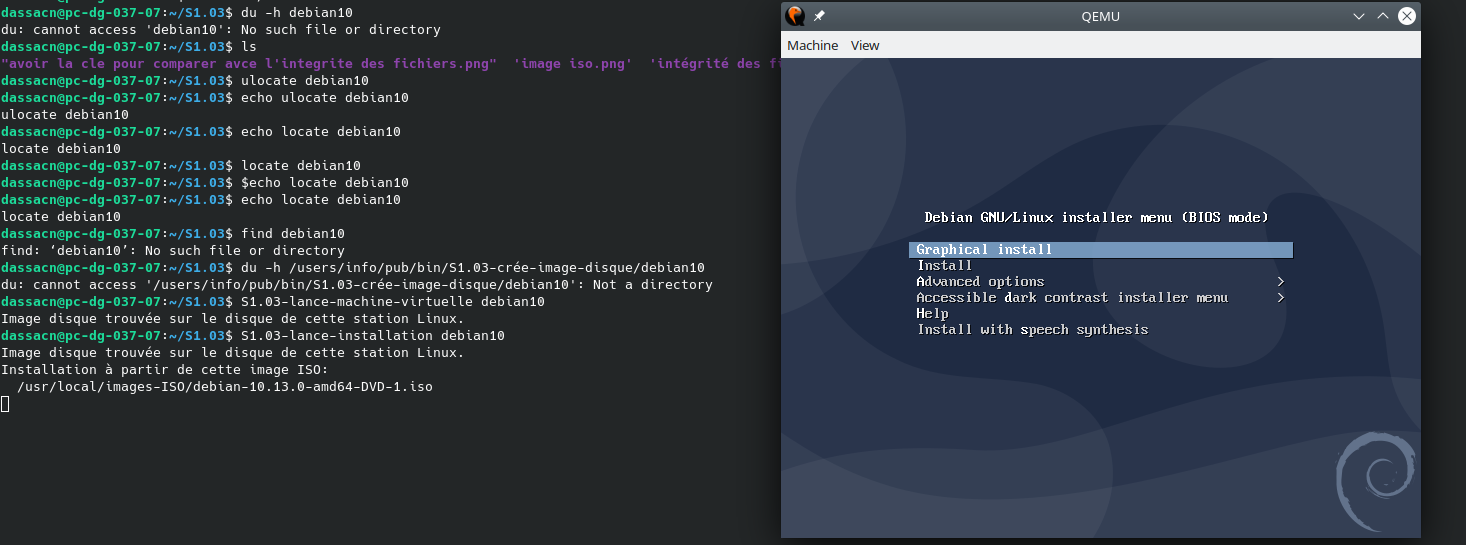 dassacn@pc-dg-037-07:~/S1.03$ du -h debian10
du: cannot access 'debian10': No such file or directory
dassacn@pc-dg-037-07:~/S1.03$ ls
"avoir la cle pour comparer avce l'integrite des fichiers.png"  'image iso.png'  'intégrité des
dassacn@pc-dg-037-07:~/S1.03$ ulocate debian10
dassacn@pc-dg-037-07:~/S1.03$ echo ulocate debian10
ulocate debian10
dassacn@pc-dg-037-07:~/S1.03$ echo locate debian10
locate debian10
dassacn@pc-dg-037-07:~/S1.03$ locate debian10
dassacn@pc-dg-037-07:~/S1.03$ $echo locate debian10
dassacn@pc-dg-037-07:~/S1.03$ echo locate debian10
locate debian10
dassacn@pc-dg-037-07:~/S1.03$ find debian10
find: ‘debian10’: No such file or directory
dassacn@pc-dg-037-07:~/S1.03$ du -h /users/info/pub/bin/S1.03-crée-image-disque/debian10
du: cannot access '/users/info/pub/bin/S1.03-crée-image-disque/debian10': Not a directory
dassacn@pc-dg-037-07:~/S1.03$ S1.03-lance-machine-virtuelle debian10
Image disque trouvée sur le disque de cette station Linux.
dassacn@pc-dg-037-07:~/S1.03$ S1.03-lance-installation debian10
Image disque trouvée sur le disque de cette station Linux.
Installation à partir de cette image ISO:
/usr/local/images-ISO/debian-10.13.0-amd64-DVD-1.iso
QEMU
Machine View
Debian GNU/Linux installer menu (BIOS mode)
Graphical install
Install
Advanced options >
Accessible dark contrast installer menu >
Help
Install with speech synthesis